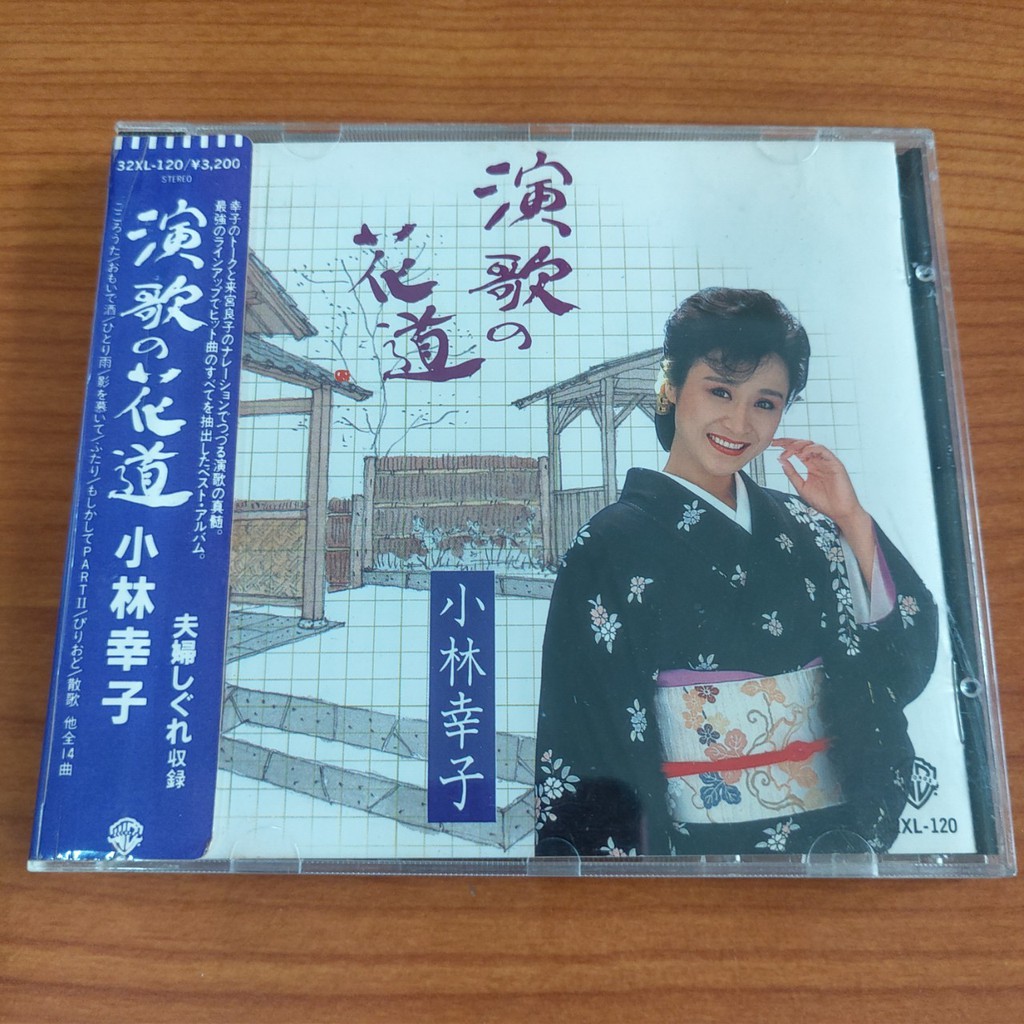 32XL-120/¥3,200
STEREO
演歌の花道 小林幸子
幸子のトークと来宮良子のナレーションでつづる演歌の真髄。
最強のラインアップでヒット曲のすべてを抽出したベスト・アルバム。
夫婦しぐれ収録
こころうた/おもいで酒/ひとり雨/影を慕いて/ふたり/もしかしてPARTII/びりおど/散歌 他全14曲
演歌の
花道
小林幸子
XL-120